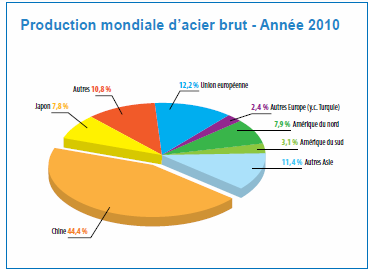 Production mondiale d'acier brut - Année 2010
Autres 10,8 %
12,2 % Union européenne
Japon 7,8 %
2,4 % Autres Europe (y.c. Turquie)
7,9 % Amérique du nord
3,1 % Amérique du sud
11,4 % Autres Asie
Chine 44,4 %